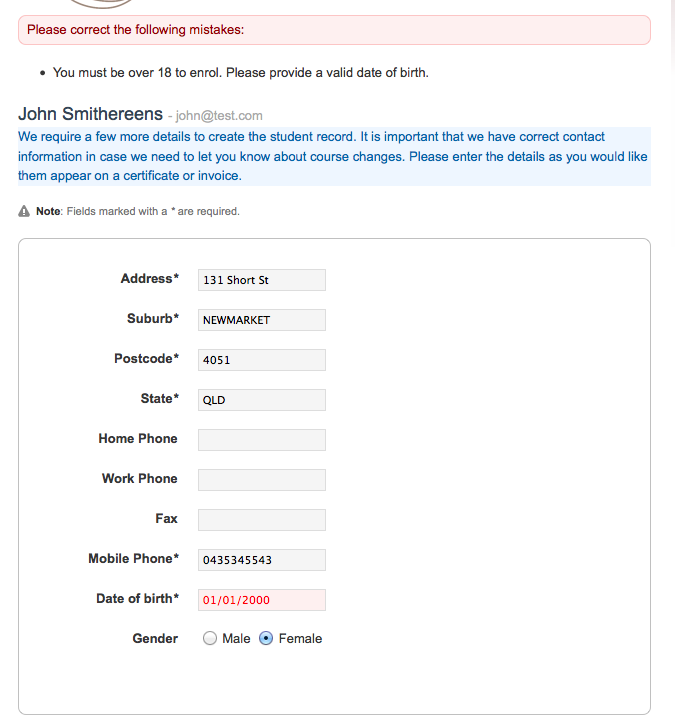 Please correct the following mistakes:
• You must be over 18 to enrol. Please provide a valid date of birth.
John Smithereens - john@test.com
We require a few more details to create the student record. It is important that we have correct contact
information in case we need to let you know about course changes. Please enter the details as you would like
them appear on a certificate or invoice.
Note: Fields marked with a * are required.
Address* 131 Short St
Suburb* NEWMARKET
Postcode* 4051
State* QLD
Home Phone
Work Phone
Fax
Mobile Phone* 0435345543
Date of birth* 01/01/2000
Gender Male Female